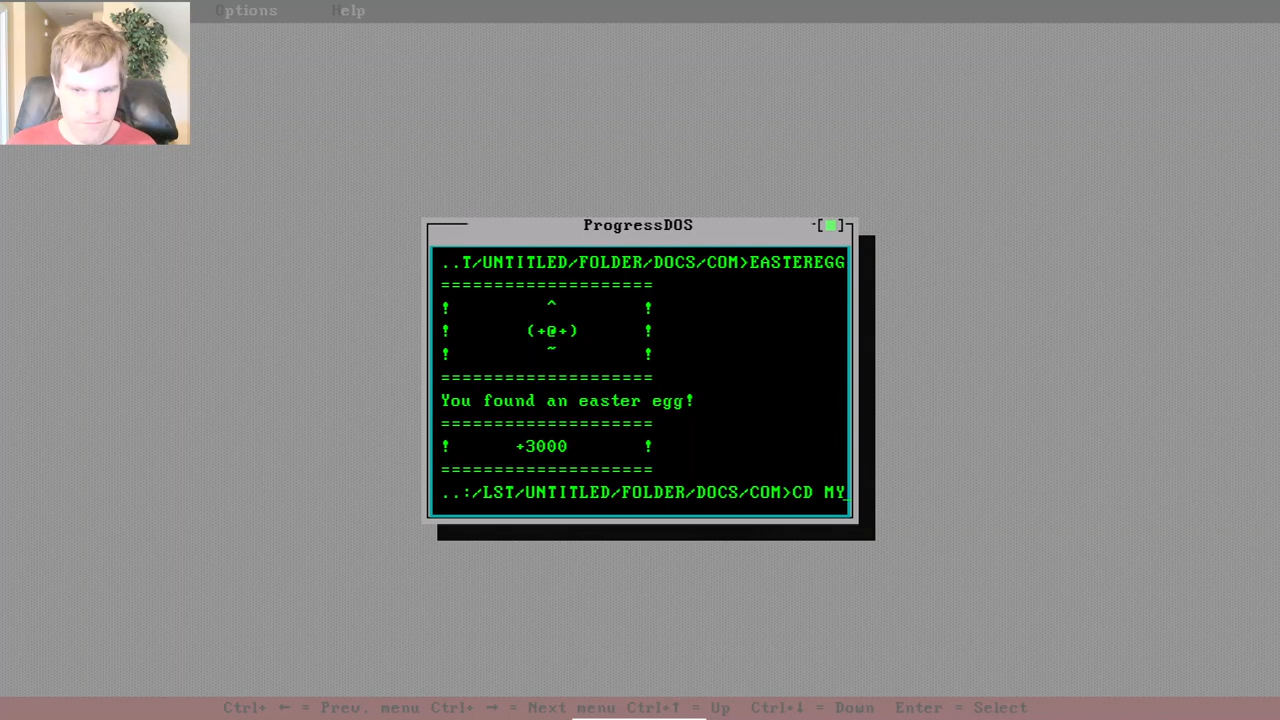 Options Help
ProgressDOS
-[■]
..T/UNTITLED/FOLDER/DOCS/COM>EASTEREGG
====================
! ^ !
! (+@+) !
! ~ !
====================
You found an easter egg!
====================
! +3000 !
====================
..:/LST/UNTITLED/FOLDER/DOCS/COM>CD MY_
Ctrl+ ← = Prev. menu Ctrl+ → = Next menu Ctrl+↑ = Up Ctrl+↓ = Down Enter = Select